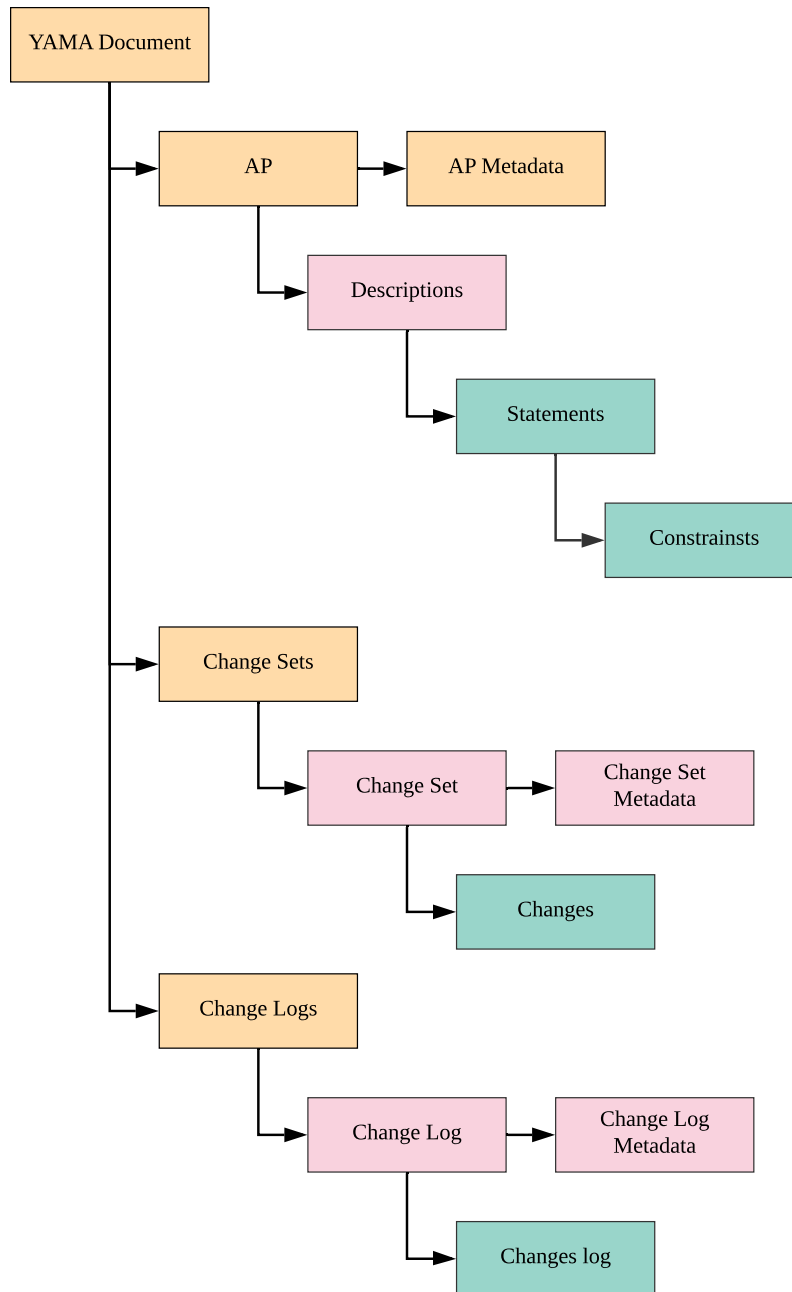 YAMA Document
AP
AP Metadata
Descriptions
Statements
Constrainsts
Change Sets
Change Set
Change Set
Metadata
Changes
Change Logs
Change Log
Change Log
Metadata
Changes log